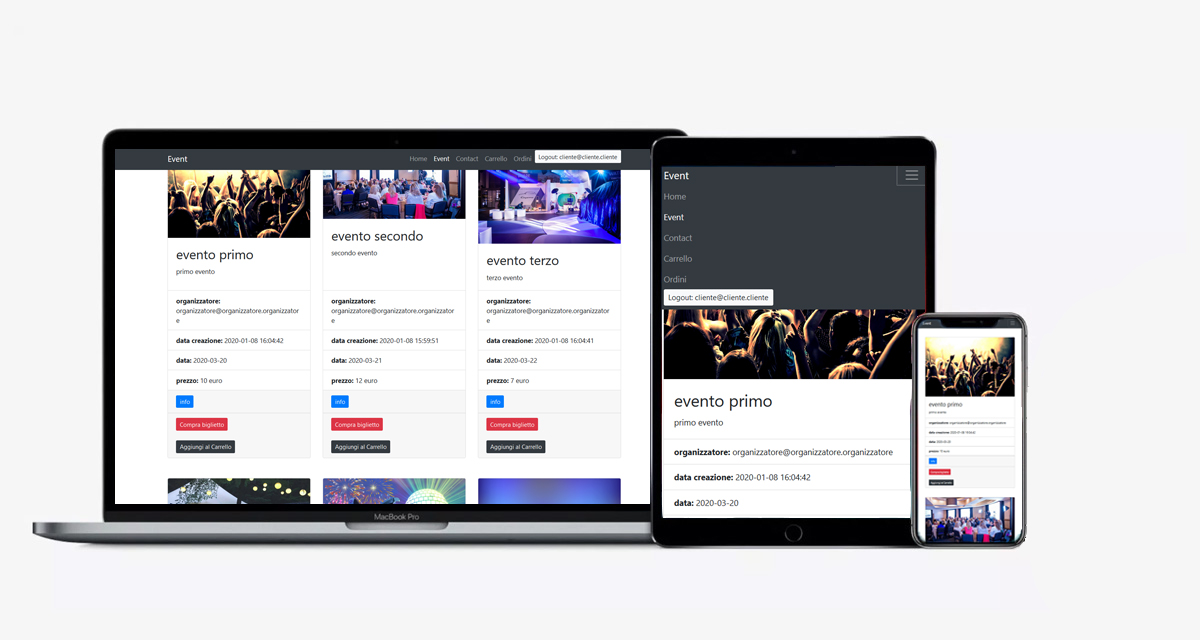 Event
Home Event Contact Carrello Ordini Logout: cliente@cliente.cliente
evento primo
primo evento
organizzatore:
organizzatore@organizzatore.organizzator
e
data creazione: 2020-01-08 16:04:42
data: 2020-03-20
prezzo: 10 euro
info
Compra biglietto
Aggiungi al Carrello
evento secondo
secondo evento
organizzatore:
organizzatore@organizzatore.organizzator
e
data creazione: 2020-01-08 15:59:51
data: 2020-03-21
prezzo: 12 euro
info
Compra biglietto
Aggiungi al Carrello
evento terzo
terzo evento
organizzatore:
organizzatore@organizzatore.organizzator
e
data creazione: 2020-01-08 16:04:41
data: 2020-03-22
prezzo: 7 euro
info
Compra biglietto
Aggiungi al Carrello
MacBook Pro
Event
Home
Event
Contact
Carrello
Ordini
Logout: cliente@cliente.cliente
evento primo
primo evento
organizzatore: organizzatore@organizzatore.organizzatore
data creazione: 2020-01-08 16:04:42
data: 2020-03-20
Event
evento primo
primo evento
organizzatore: organizzatore@organizzatore.organizzatore
data creazione: 2020-01-08 16:04:42
data: 2020-03-20
prezzo: 10 euro
info
Compra biglietto
Aggiungi al Carrello